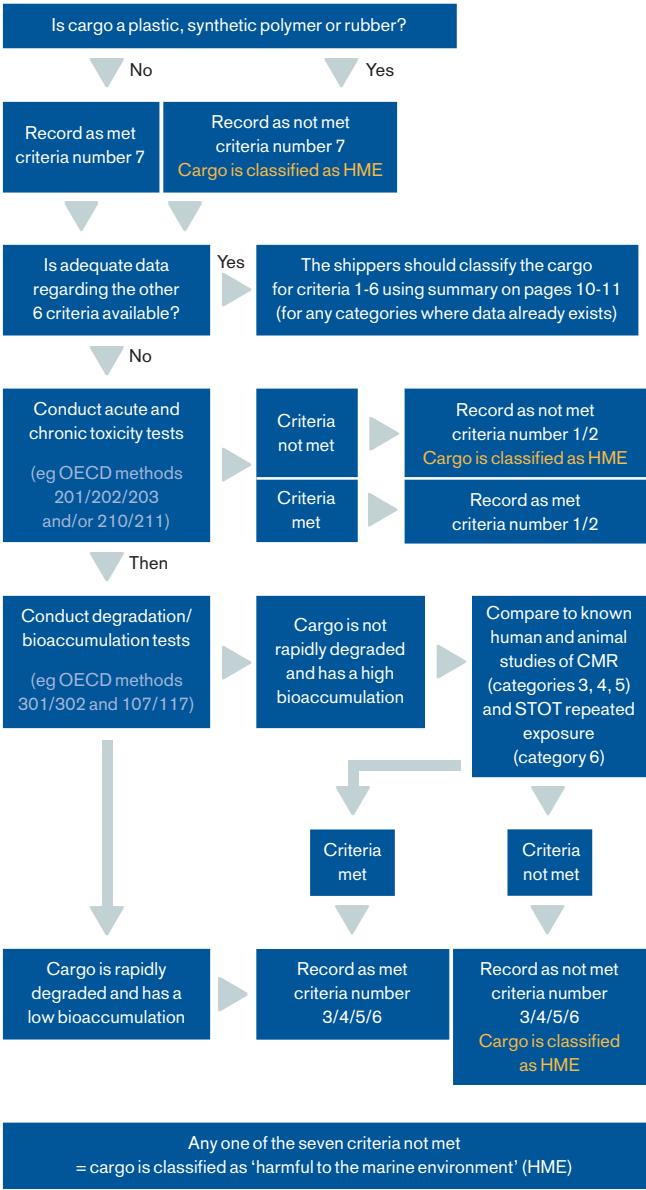 Is cargo a plastic, synthetic polymer or rubber?
No
Yes
Record as met
criteria number 7
Record as not met
criteria number 7
Cargo is classified as HME
Is adequate data
regarding the other
6 criteria available?
Yes
The shippers should classify the cargo
for criteria 1-6 using summary on pages 10-11
(for any categories where data already exists)
No
Conduct acute and
chronic toxicity tests
(eg OECD methods
201/202/203
and/or 210/211)
Criteria
not met
Record as not met
criteria number 1/2
Cargo is classified as HME
Criteria
met
Record as met
criteria number 1/2
Then
Conduct degradation/
bioaccumulation tests
(eg OECD methods
301/302 and 107/117)
Cargo is not
rapidly degraded
and has a high
bioaccumulation
Compare to known
human and animal
studies of CMR
(categories 3, 4, 5)
and STOT repeated
exposure
(category 6)
Criteria
met
Criteria
not met
Cargo is rapidly
degraded and has a
low bioaccumulation
Record as met
criteria number
3/4/5/6
Record as not met
criteria number
3/4/5/6
Cargo is classified
as HME
Any one of the seven criteria not met
= cargo is classified as ‘harmful to the marine environment’ (HME)